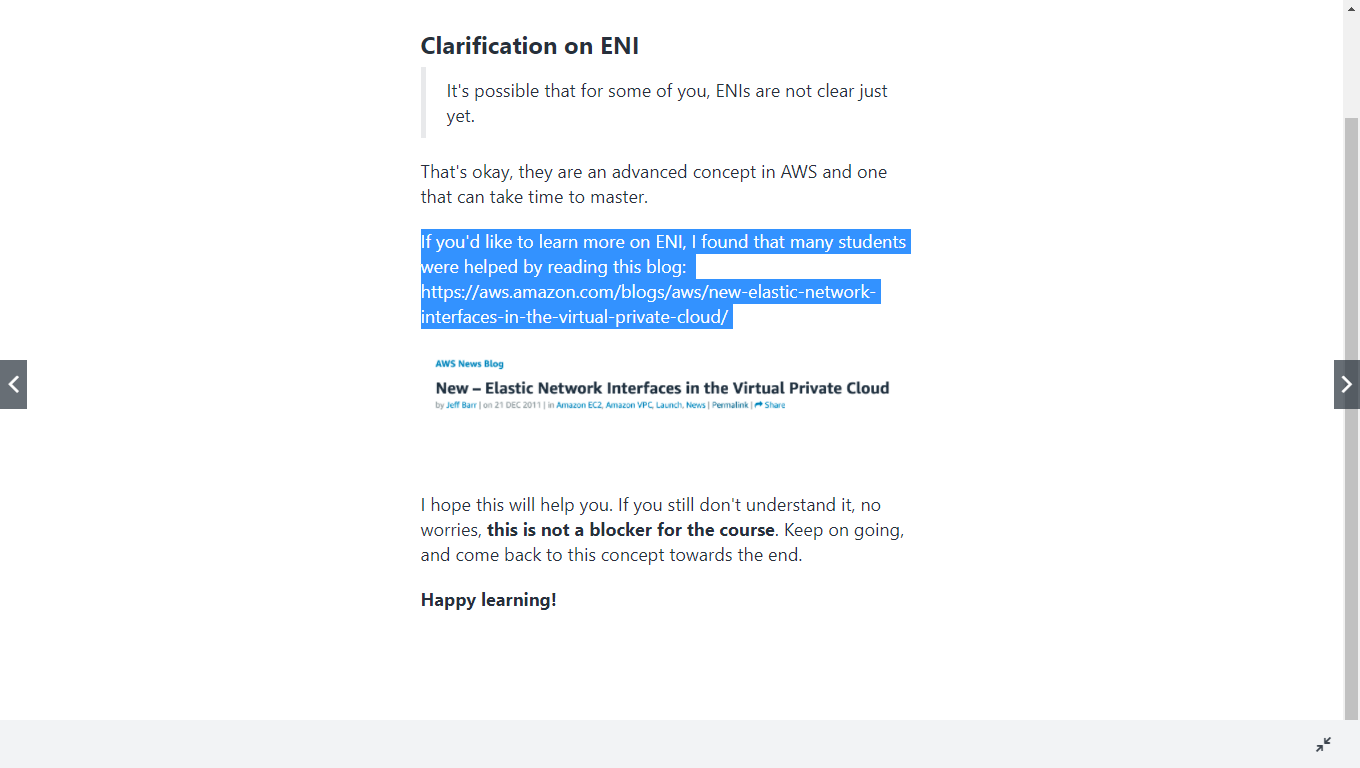 Clarification on ENI
It's possible that for some of you, ENIs are not clear just
yet.
That's okay, they are an advanced concept in AWS and one
that can take time to master.
If you'd like to learn more on ENI, I found that many students
were helped by reading this blog:
https://aws.amazon.com/blogs/aws/new-elastic-network-
interfaces-in-the-virtual-private-cloud/
AWS News Blog
New – Elastic Network Interfaces in the Virtual Private Cloud
by Jeff Barr | on 21 DEC 2011 | in Amazon EC2, Amazon VPC, Launch, News | Permalink | Share
I hope this will help you. If you still don't understand it, no
worries, this is not a blocker for the course. Keep on going,
and come back to this concept towards the end.
Happy learning!